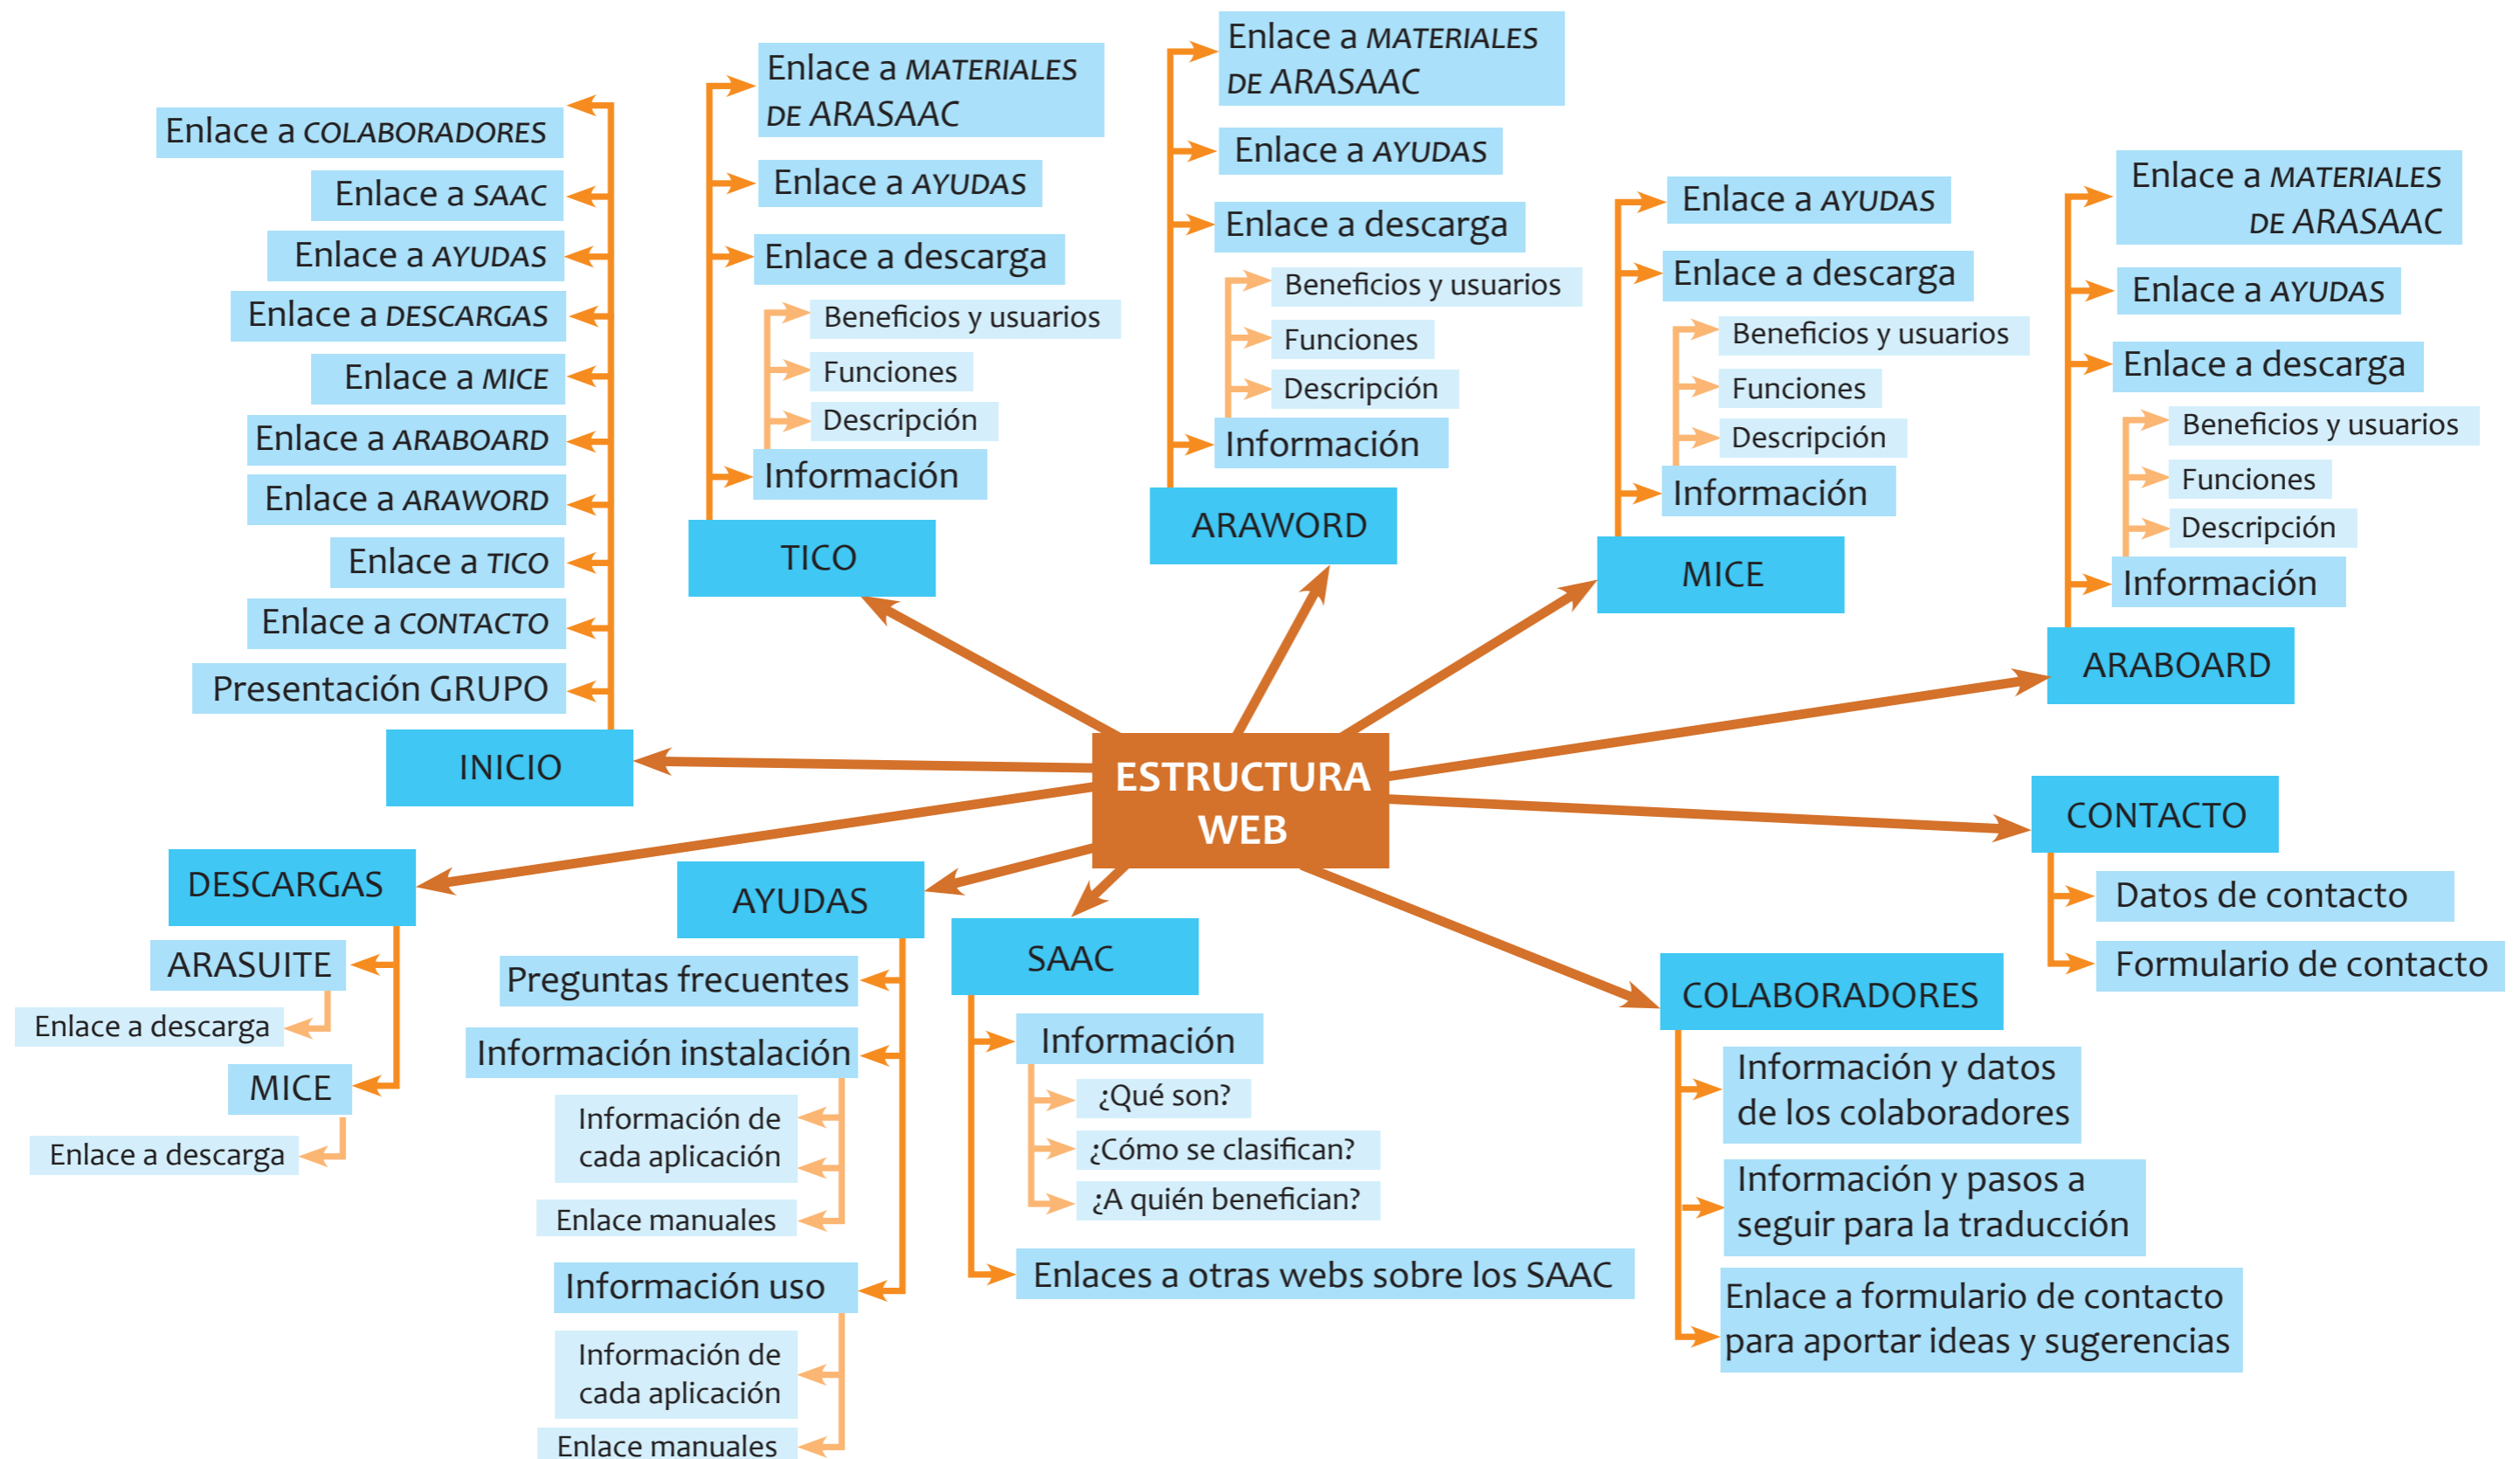 Enlace a COLABORADORES
Enlace a SAAC
Enlace a AYUDAS
Enlace a DESCARGAS
Enlace a MICE
Enlace a ARABOARD
Enlace a ARAWORD
Enlace a TICO
Enlace a CONTACTO
Presentación GRUPO
INICIO
Enlace a MATERIALES
DE ARASAAC
Enlace a AYUDAS
Enlace a descarga
Beneficios y usuarios
Funciones
Descripción
Información
TICO
Enlace a MATERIALES
DE ARASAAC
Enlace a AYUDAS
Enlace a descarga
Beneficios y usuarios
Funciones
Descripción
Información
ARAWORD
Enlace a AYUDAS
Enlace a descarga
Beneficios y usuarios
Funciones
Descripción
Información
MICE
Enlace a MATERIALES
DE ARASAAC
Enlace a AYUDAS
Enlace a descarga
Beneficios y usuarios
Funciones
Descripción
Información
ARABOARD
ESTRUCTURA
WEB
DESCARGAS
ARASUITE
Enlace a descarga
MICE
Enlace a descarga
AYUDAS
Preguntas frecuentes
Información instalación
Información de
cada aplicación
Enlace manuales
Información uso
Información de
cada aplicación
Enlace manuales
SAAC
Información
¿Qué son?
¿Cómo se clasifican?
¿A quién benefician?
Enlaces a otras webs sobre los SAAC
COLABORADORES
Información y datos
de los colaboradores
Información y pasos a
seguir para la traducción
Enlace a formulario de contacto
para aportar ideas y sugerencias
CONTACTO
Datos de contacto
Formulario de contacto